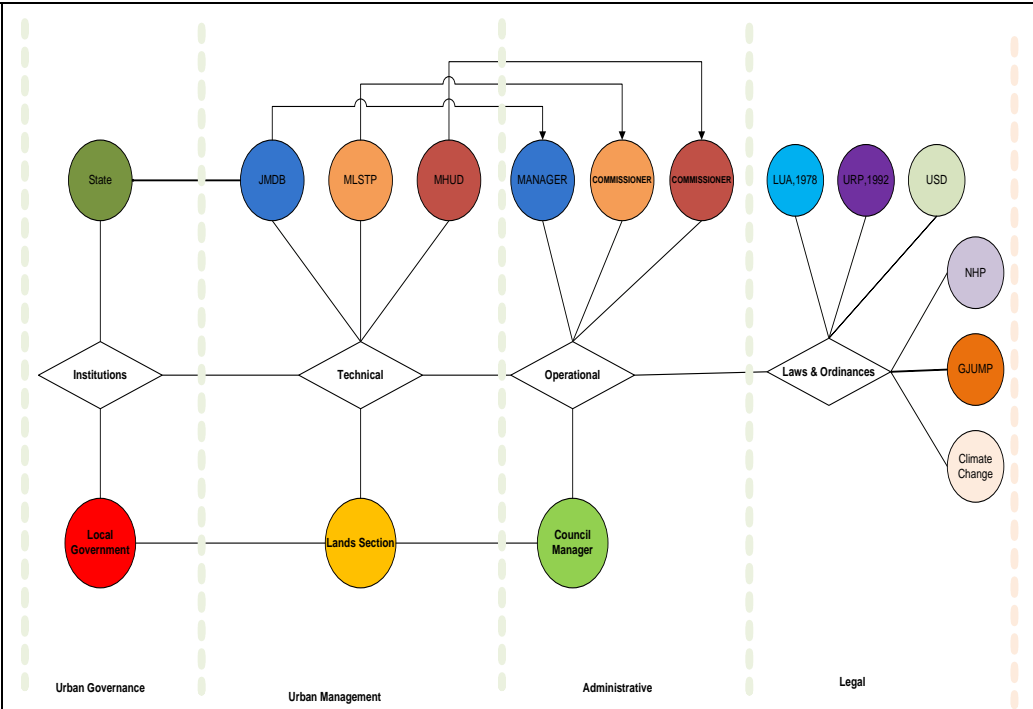 State
JMDB
MLSTP
MHUD
MANAGER
COMMISSIONER
COMMISSIONER
LUA,1978
URP,1992
USD
NHP
Institutions
Technical
Operational
Laws & Ordinances
GJUMP
Climate
Change
Local
Government
Lands Section
Council
Manager
Urban Governance
Urban Management
Administrative
Legal